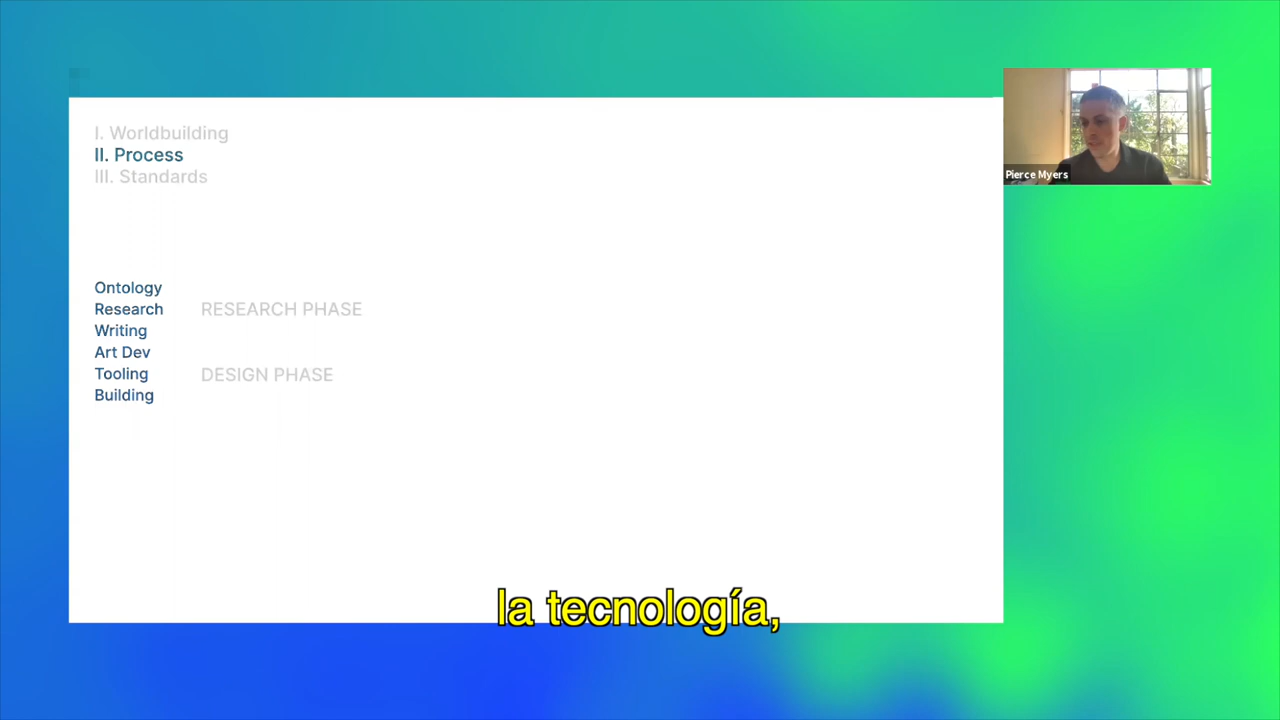 I. Worldbuilding
II. Process
III. Standards
Pierce Myers
Ontology
Research
RESEARCH PHASE
Writing
Art Dev
Tooling
DESIGN PHASE
Building
la tecnología,